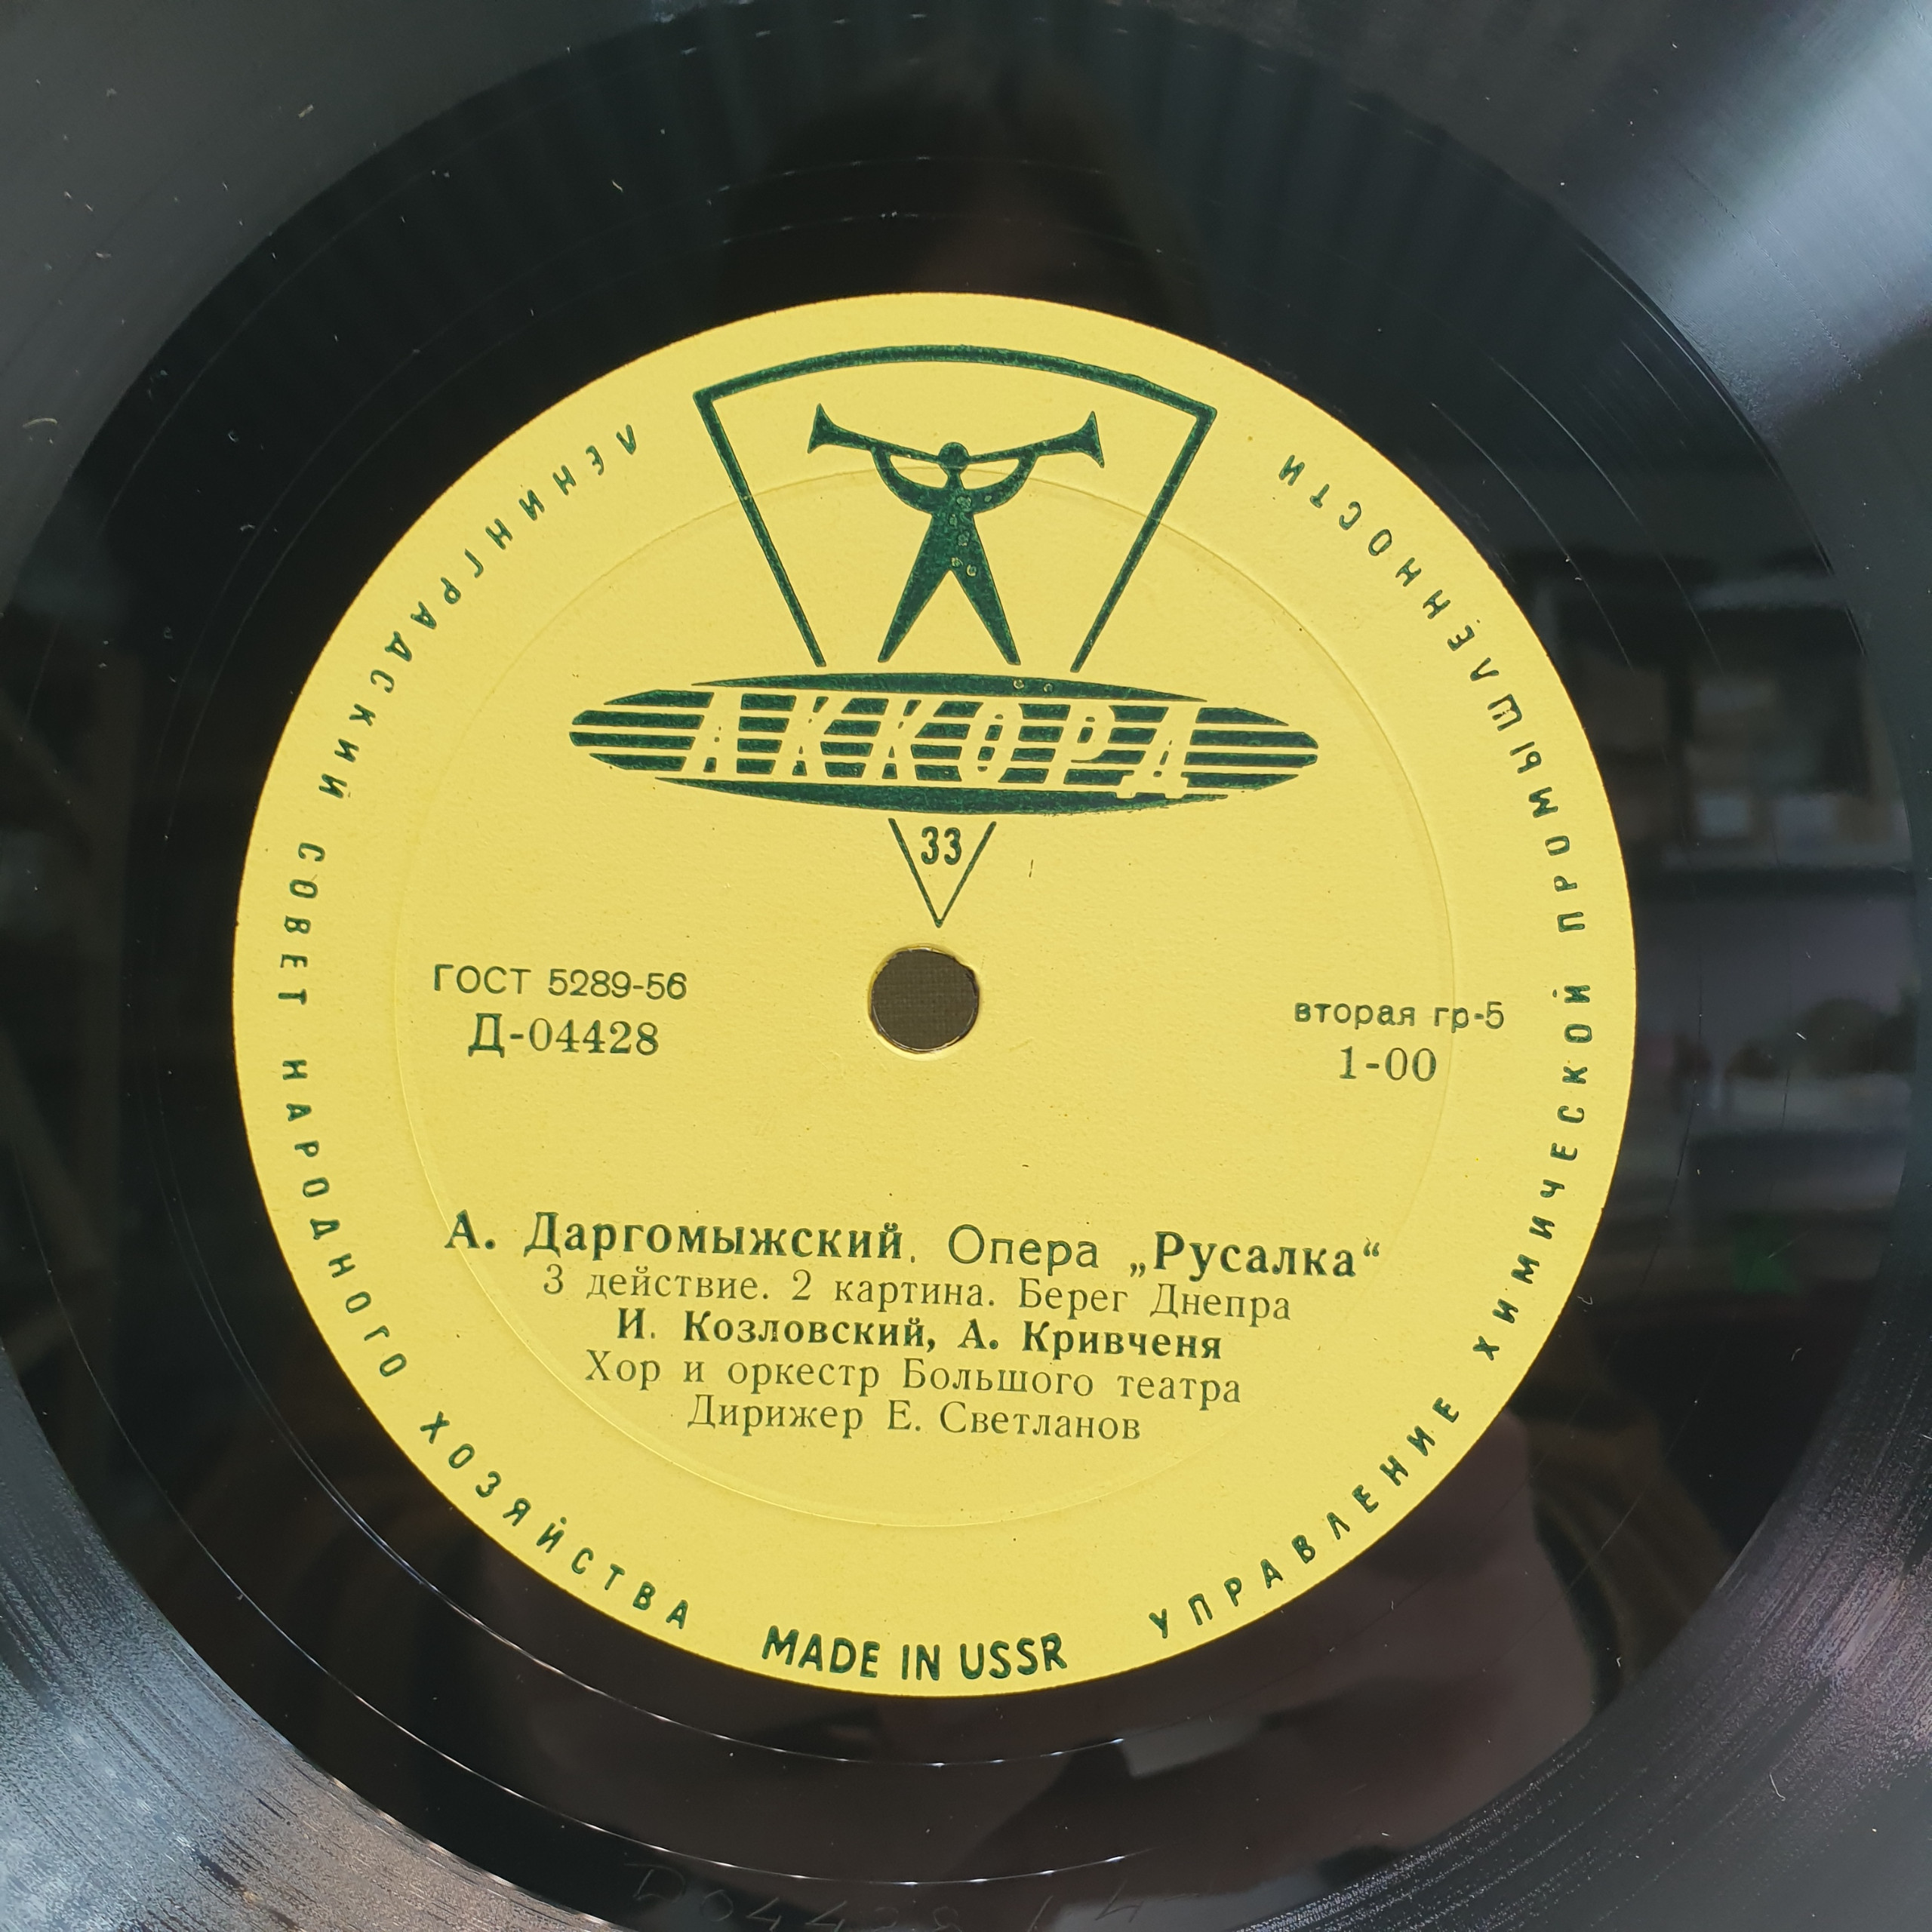 ЛЕНИНГРАДСКИЙ СОВЕТ НАРОДНОГО ХОЗЯЙСТВА
УПРАВЛЕНИЕ ХИМИЧЕСКОЙ ПРОМЫШЛЕННОСТИ
АККОРД
33
ГОСТ 5289-56
Д-04428
вторая гр-5
1-00
А. Даргомыжский. Опера „Русалка“
3 действие. 2 картина. Берег Днепра
И. Козловский, А. Кривченя
Хор и оркестр Большого театра
Дирижер Е. Светланов
MADE IN USSR